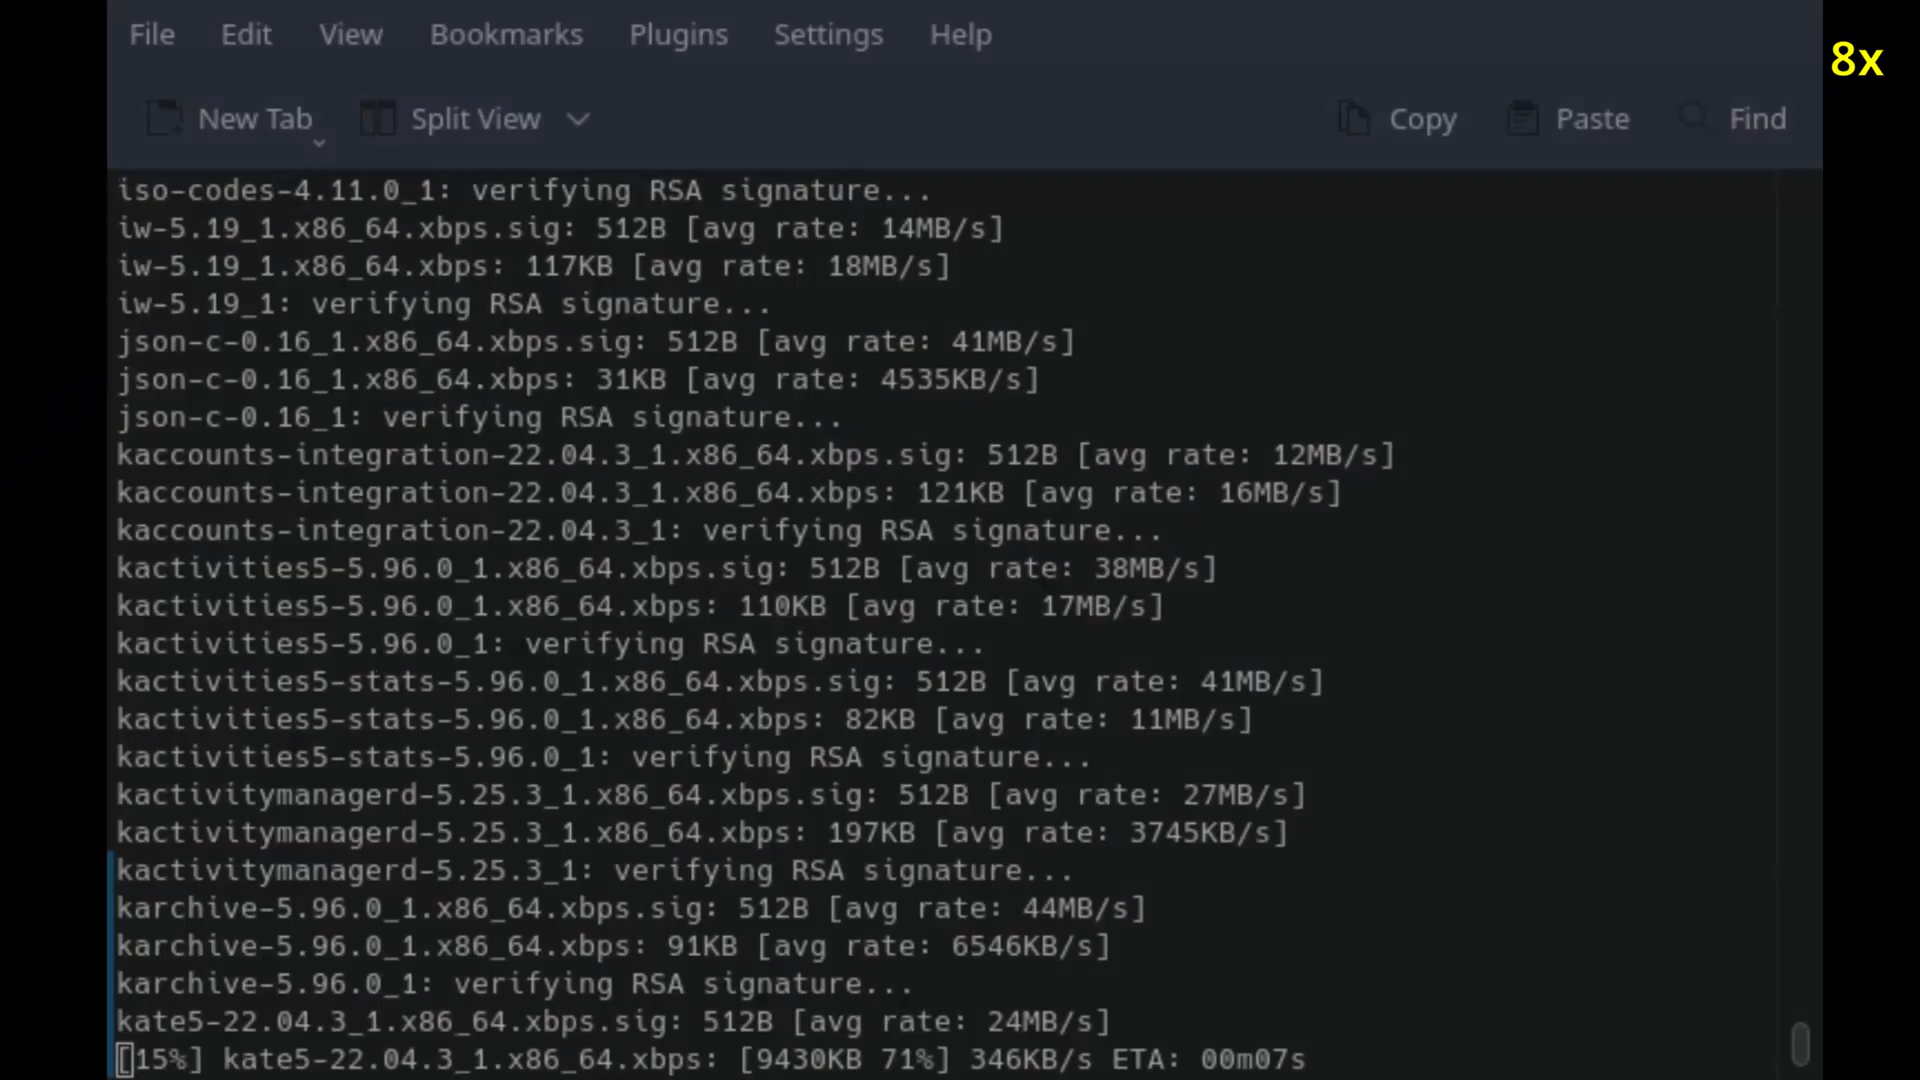 File Edit View Bookmarks Plugins Settings Help
8x
New Tab Split View Copy Paste Find
iso-codes-4.11.0_1: verifying RSA signature...
iw-5.19_1.x86_64.xbps.sig: 512B [avg rate: 14MB/s]
iw-5.19_1.x86_64.xbps: 117KB [avg rate: 18MB/s]
iw-5.19_1: verifying RSA signature...
json-c-0.16_1.x86_64.xbps.sig: 512B [avg rate: 41MB/s]
json-c-0.16_1.x86_64.xbps: 31KB [avg rate: 4535KB/s]
json-c-0.16_1: verifying RSA signature...
kaccounts-integration-22.04.3_1.x86_64.xbps.sig: 512B [avg rate: 12MB/s]
kaccounts-integration-22.04.3_1.x86_64.xbps: 121KB [avg rate: 16MB/s]
kaccounts-integration-22.04.3_1: verifying RSA signature...
kactivities5-5.96.0_1.x86_64.xbps.sig: 512B [avg rate: 38MB/s]
kactivities5-5.96.0_1.x86_64.xbps: 110KB [avg rate: 17MB/s]
kactivities5-5.96.0_1: verifying RSA signature...
kactivities5-stats-5.96.0_1.x86_64.xbps.sig: 512B [avg rate: 41MB/s]
kactivities5-stats-5.96.0_1.x86_64.xbps: 82KB [avg rate: 11MB/s]
kactivities5-stats-5.96.0_1: verifying RSA signature...
kactivitymanagerd-5.25.3_1.x86_64.xbps.sig: 512B [avg rate: 27MB/s]
kactivitymanagerd-5.25.3_1.x86_64.xbps: 197KB [avg rate: 3745KB/s]
kactivitymanagerd-5.25.3_1: verifying RSA signature...
karchive-5.96.0_1.x86_64.xbps.sig: 512B [avg rate: 44MB/s]
karchive-5.96.0_1.x86_64.xbps: 91KB [avg rate: 6546KB/s]
karchive-5.96.0_1: verifying RSA signature...
kate5-22.04.3_1.x86_64.xbps.sig: 512B [avg rate: 24MB/s]
[15%] kate5-22.04.3_1.x86_64.xbps: [9430KB 71%] 346KB/s ETA: 00m07s